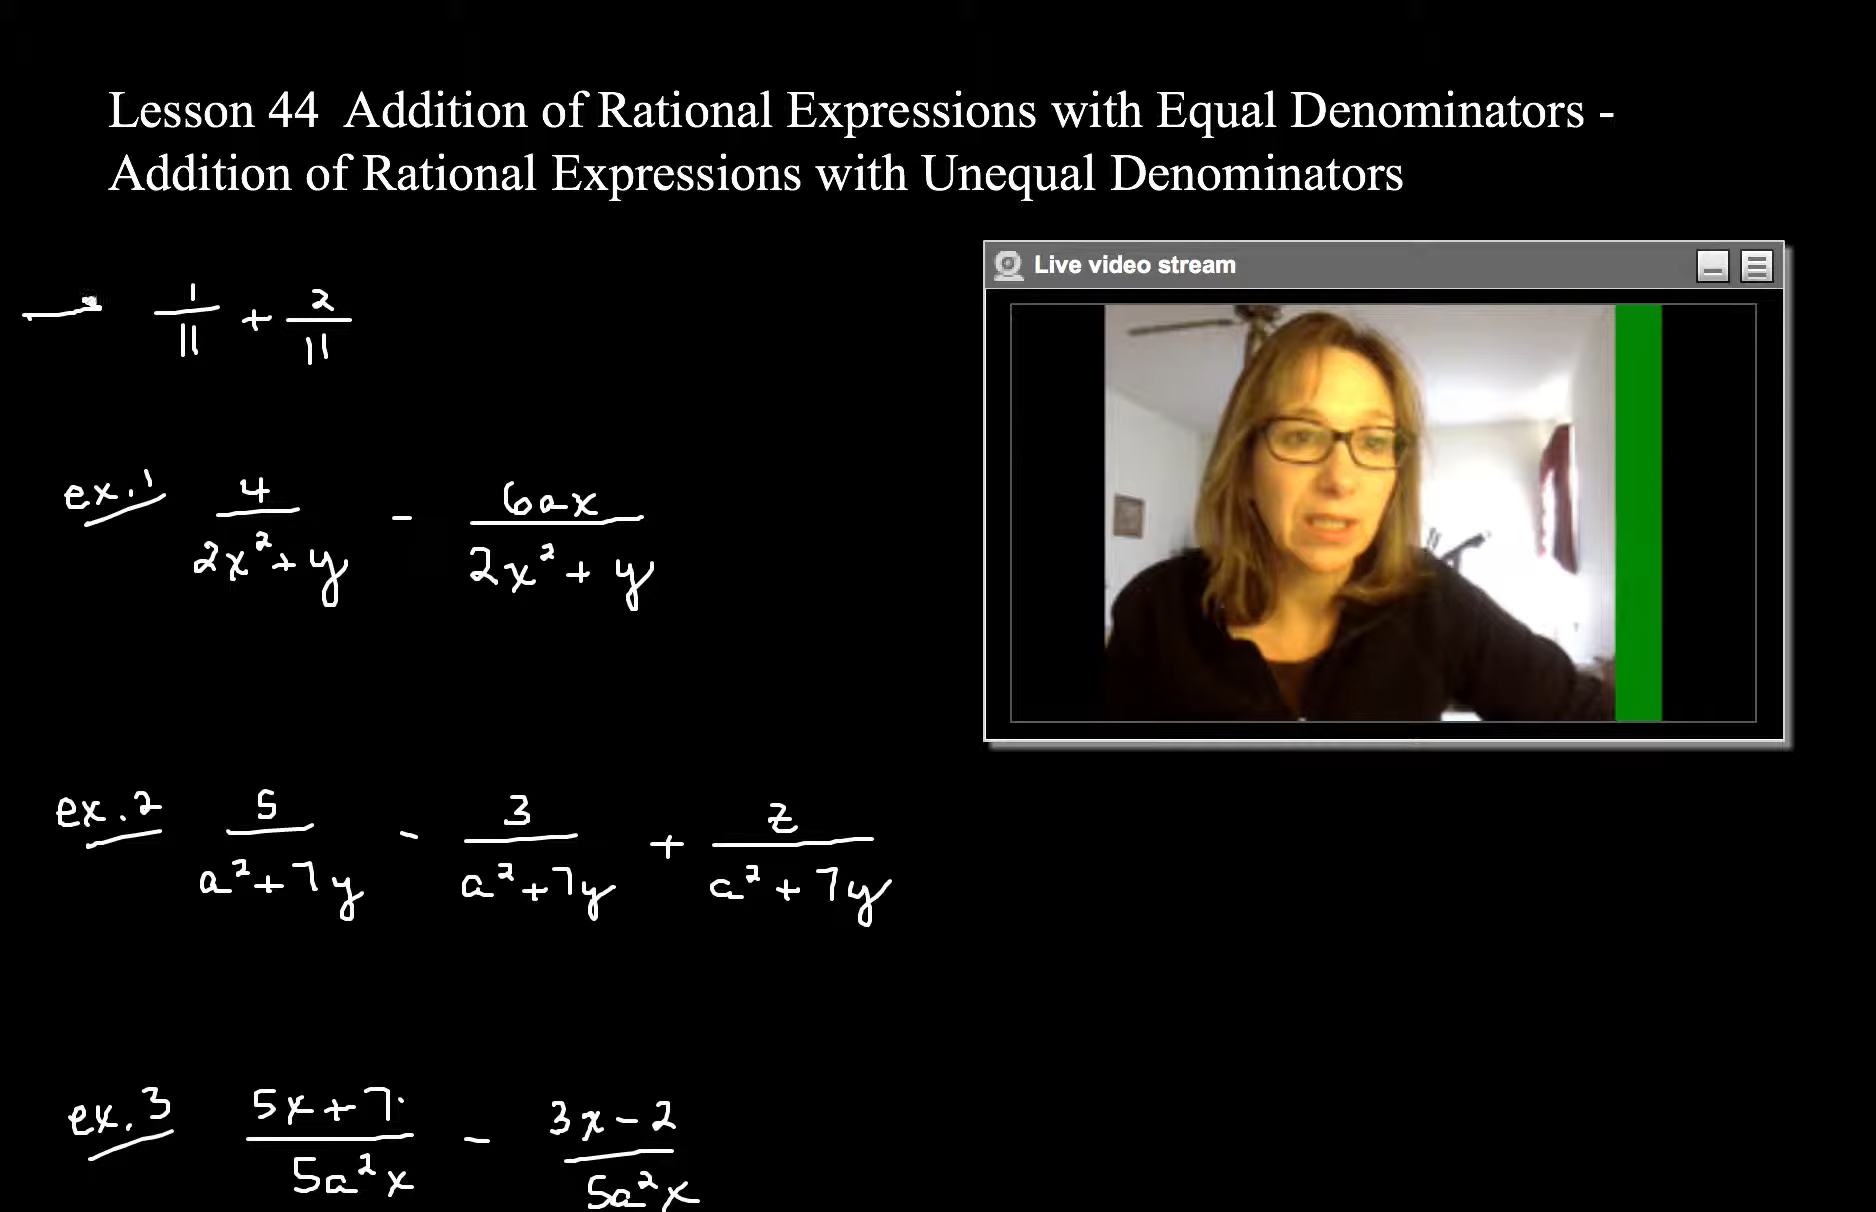 Lesson 44 Addition of Rational Expressions with Equal Denominators -
Addition of Rational Expressions with Unequal Denominators
Live video stream
1/11 + 2/11
ex.1 4/(2x²+y) - 6ax/(2x²+y)
ex.2 5/(a²+7y) - 3/(a²+7y) + z/(a²+7y)
ex.3 (5x+7)/(5a²x) - (3x-2)/(5a²x)